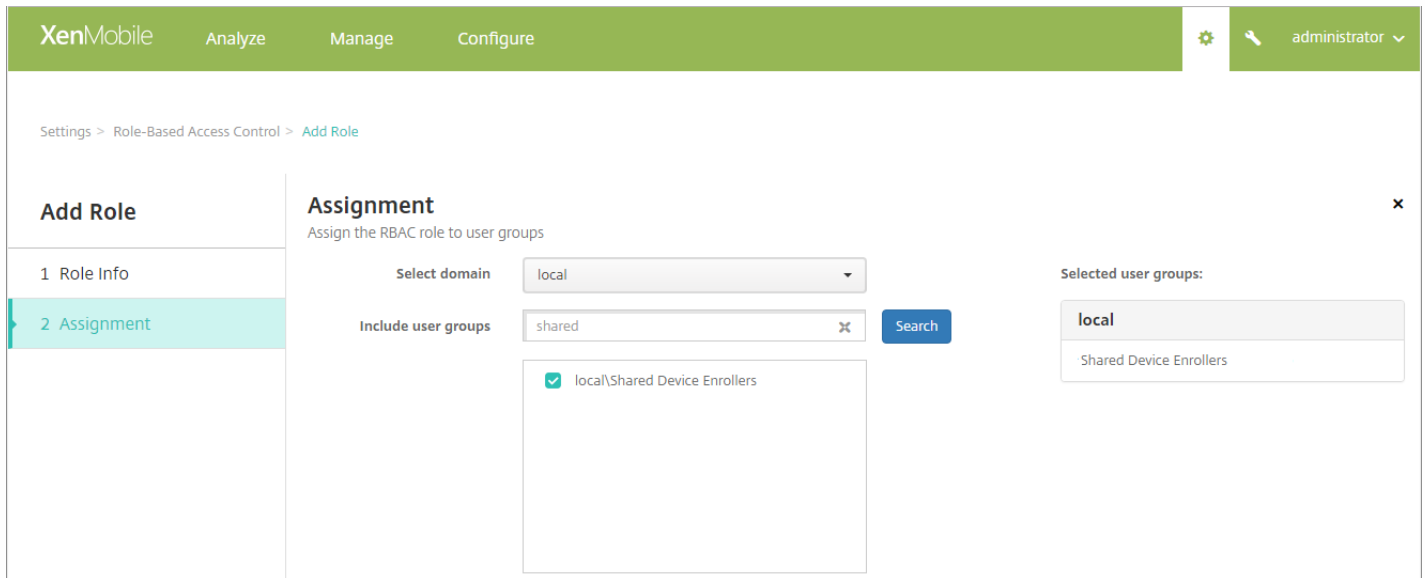 XenMobile Analyze Manage Configure administrator
Settings > Role-Based Access Control > Add Role
Add Role
1 Role Info
2 Assignment
Assignment
Assign the RBAC role to user groups
Select domain local
Include user groups shared Search
local\Shared Device Enrollers
Selected user groups:
local
Shared Device Enrollers